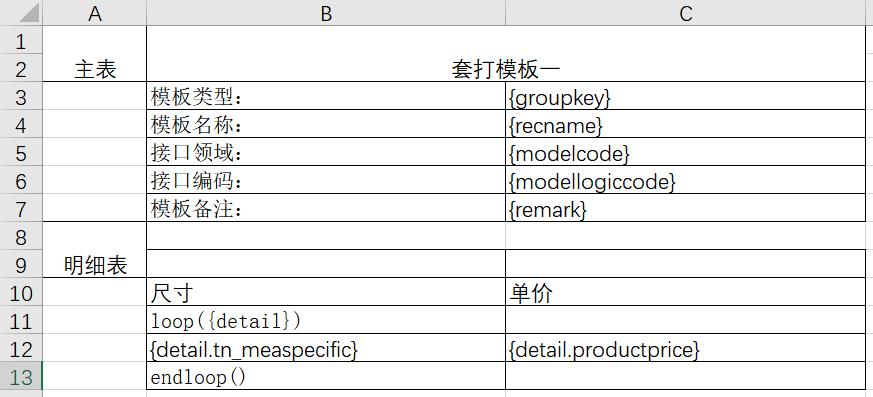 A B C
1
2 主表 套打模板一
3 模板类型： {groupkey}
4 模板名称： {recname}
5 接口领域： {modelcode}
6 接口编码： {modellogiccode}
7 模板备注： {remark}
8
9 明细表
10 尺寸 单价
11 loop({detail})
12 {detail.tn_measpecific} {detail.productprice}
13 endloop()